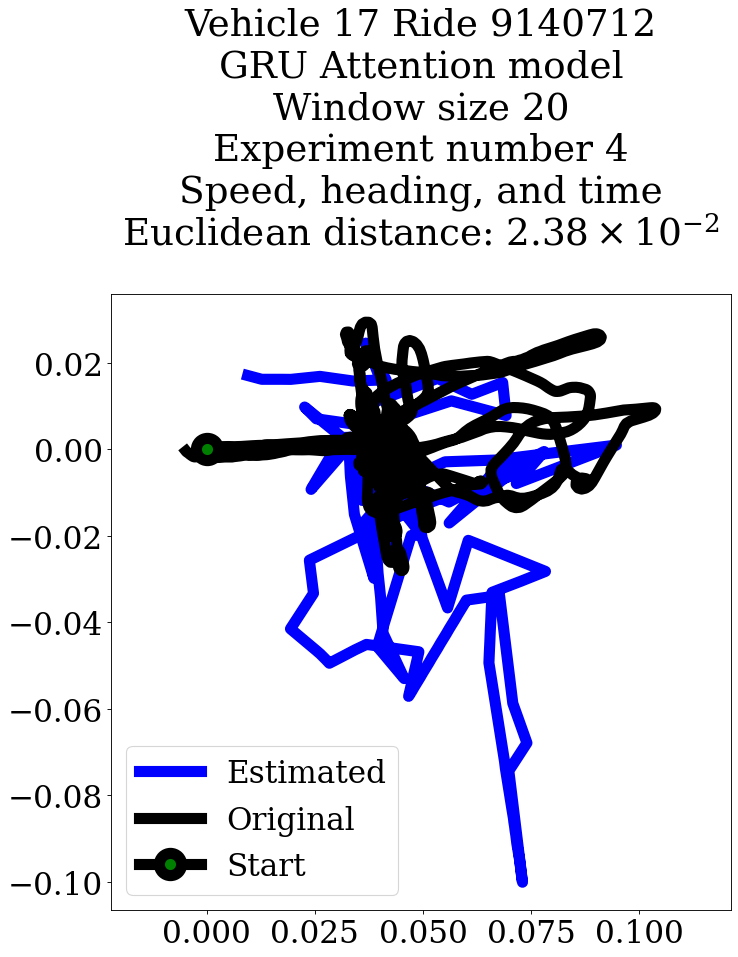 Vehicle 17 Ride 9140712
GRU Attention model
Window size 20
Experiment number 4
Speed, heading, and time
Euclidean distance: 2.38 × 10⁻²
0.02
0.00
−0.02
−0.04
−0.06
−0.08
−0.10
Estimated
Original
Start
0.000 0.025 0.050 0.075 0.100